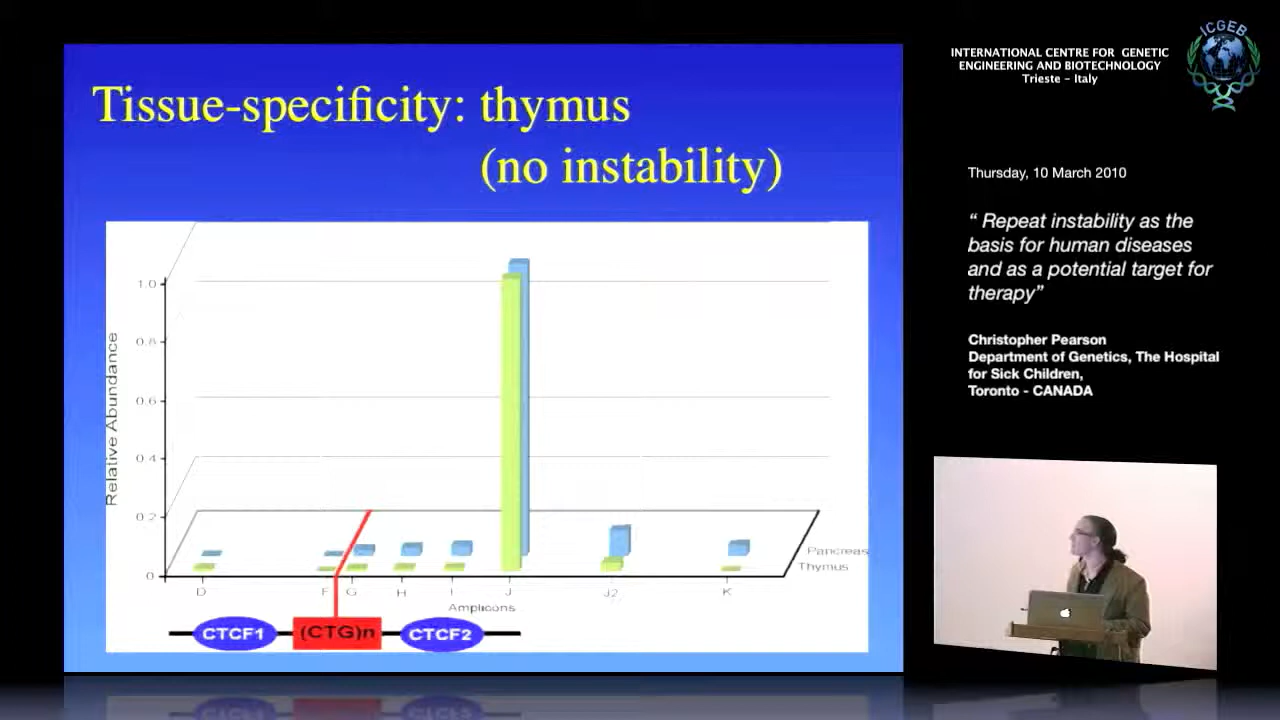 Tissue-specificity: thymus
(no instability)
Relative Abundance
1.0
0.8
0.6
0.4
0.2
0
Pancreas
Thymus
D F G H I J J2 K
Amplicons
CTCF1 (CTG)n CTCF2
ICGEB
INTERNATIONAL CENTRE FOR GENETIC
ENGINEERING AND BIOTECHNOLOGY
Trieste - Italy
Thursday, 10 March 2010
“ Repeat instability as the
basis for human diseases
and as a potential target for
therapy”
Christopher Pearson
Department of Genetics, The Hospital
for Sick Children,
Toronto - CANADA